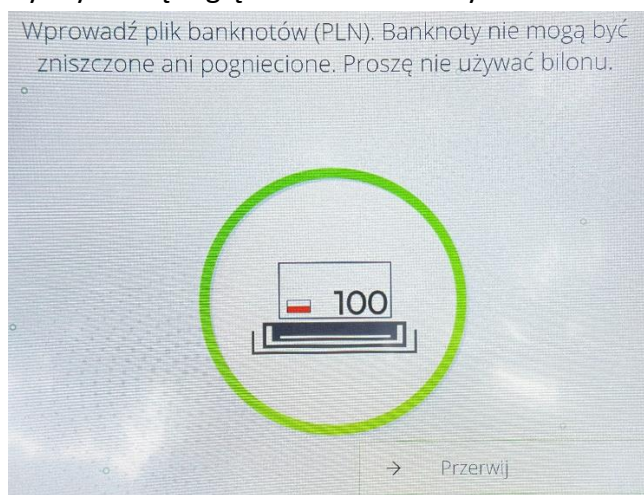 Wprowadź plik banknotów (PLN). Banknoty nie mogą być
zniszczone ani pogniecione. Proszę nie używać bilonu.
100
→ Przerwij